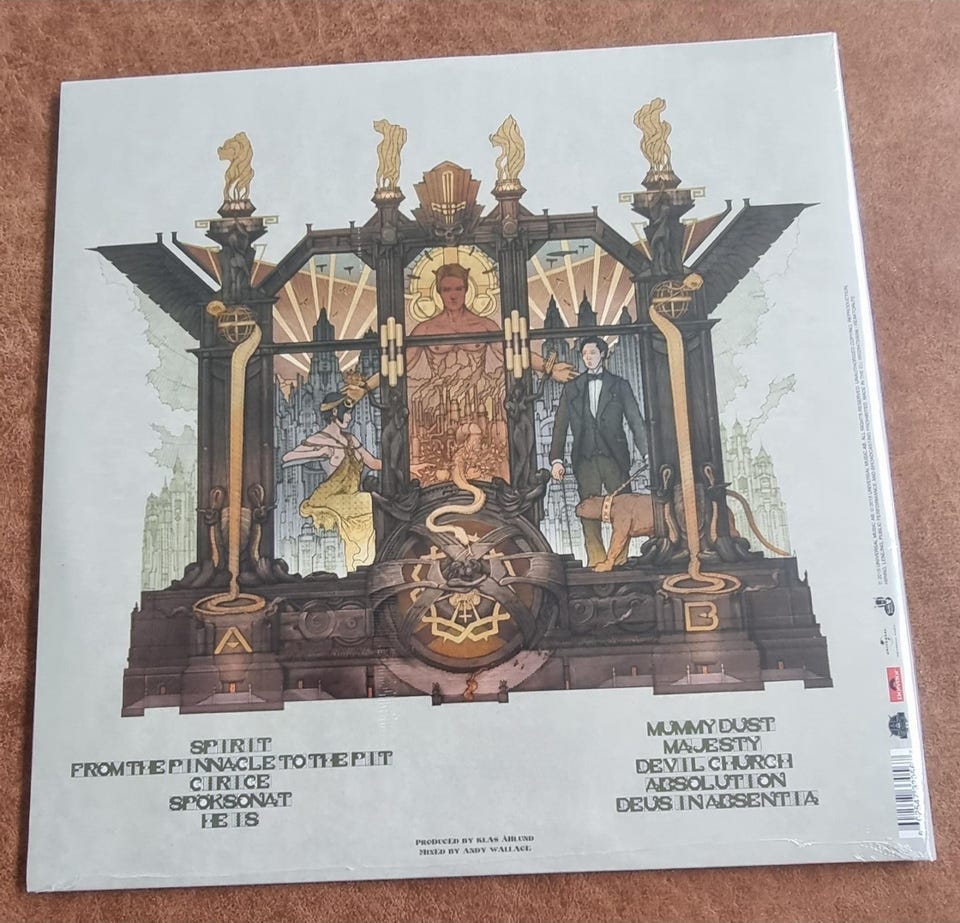 A
B
SPIRIT
FROM THE PINNACLE TO THE PIT
CIRICE
SPÖKSONAT
HE IS
MUMMY DUST
MAJESTY
DEVIL CHURCH
ABSOLUTION
DEUS IN ABSENTIA
PRODUCED BY KLAS ÅHLUND
MIXED BY ANDY WALLACE